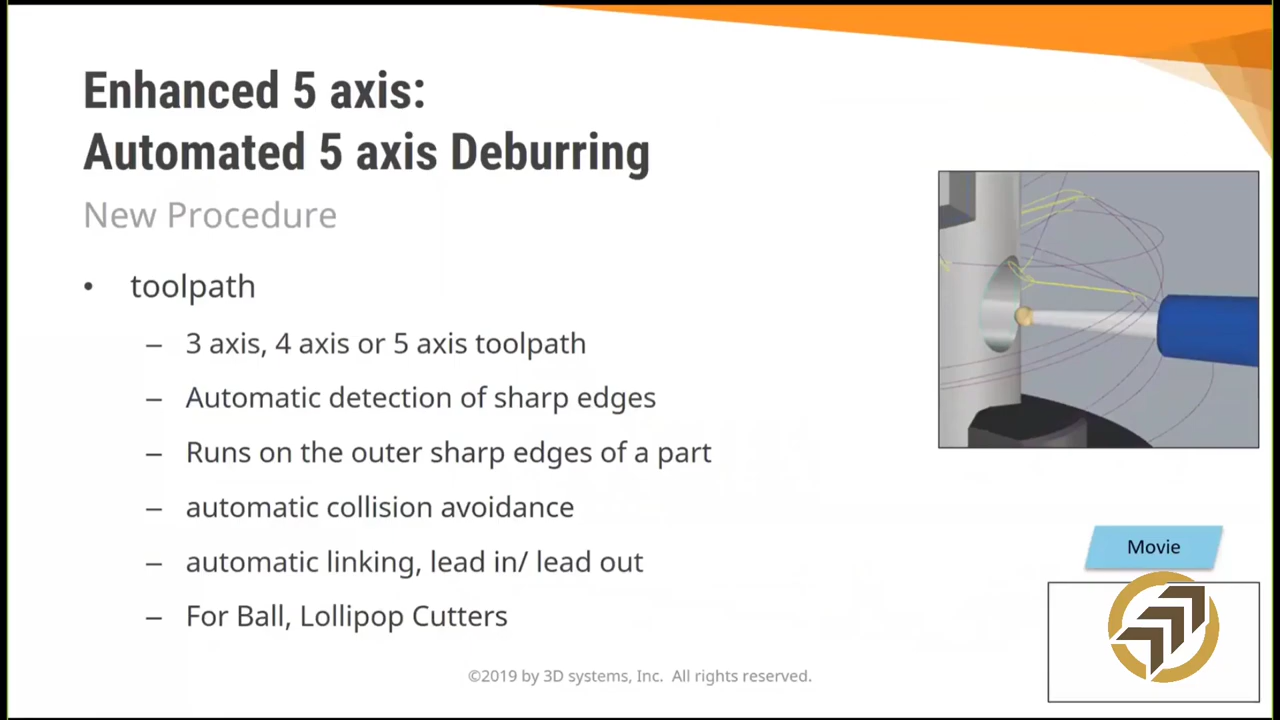 Enhanced 5 axis:
Automated 5 axis Deburring
New Procedure
• toolpath
– 3 axis, 4 axis or 5 axis toolpath
– Automatic detection of sharp edges
– Runs on the outer sharp edges of a part
– automatic collision avoidance
– automatic linking, lead in/ lead out
– For Ball, Lollipop Cutters
Movie
©2019 by 3D systems, Inc. All rights reserved.